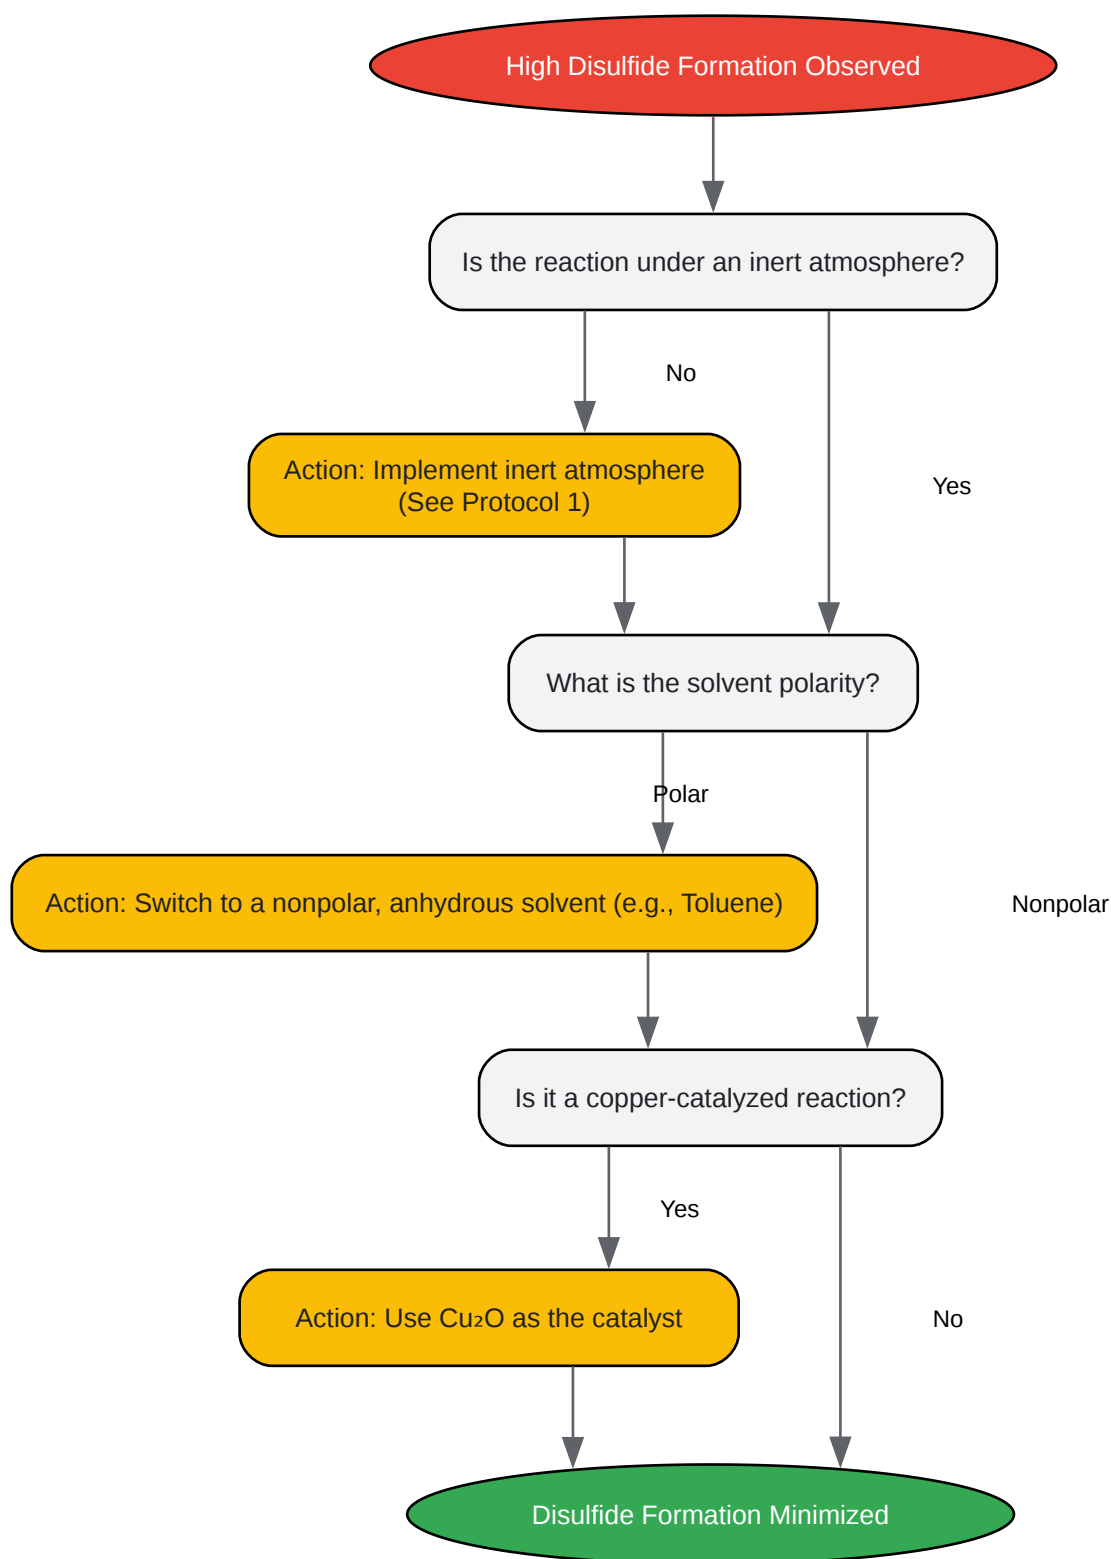 High Disulfide Formation Observed
Is the reaction under an inert atmosphere?
No
Action: Implement inert atmosphere
(See Protocol 1)
Yes
What is the solvent polarity?
Polar
Action: Switch to a nonpolar, anhydrous solvent (e.g., Toluene)
Nonpolar
Is it a copper-catalyzed reaction?
Yes
Action: Use Cu₂O as the catalyst
No
Disulfide Formation Minimized